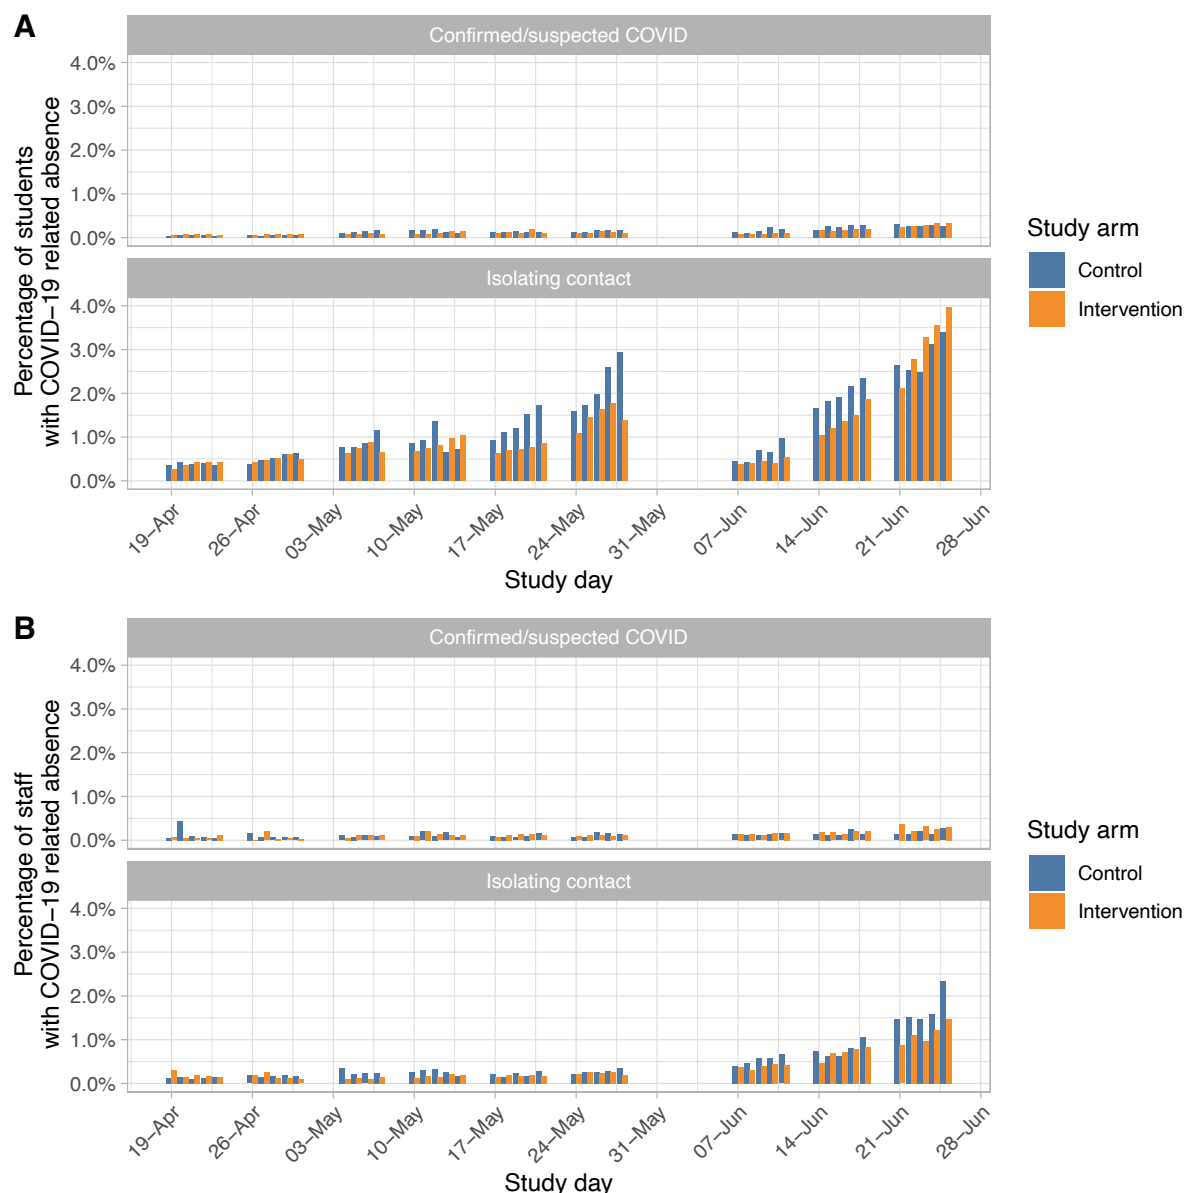 A
Confirmed/suspected COVID
4.0%
3.0%
2.0%
1.0%
0.0%
Isolating contact
4.0%
3.0%
2.0%
1.0%
0.0%
Percentage of students
with COVID−19 related absence
19−Apr
26−Apr
03−May
10−May
17−May
24−May
31−May
07−Jun
14−Jun
21−Jun
28−Jun
Study day
Study arm
Control
Intervention
B
Confirmed/suspected COVID
4.0%
3.0%
2.0%
1.0%
0.0%
Isolating contact
4.0%
3.0%
2.0%
1.0%
0.0%
Percentage of staff
with COVID−19 related absence
19−Apr
26−Apr
03−May
10−May
17−May
24−May
31−May
07−Jun
14−Jun
21−Jun
28−Jun
Study day
Study arm
Control
Intervention